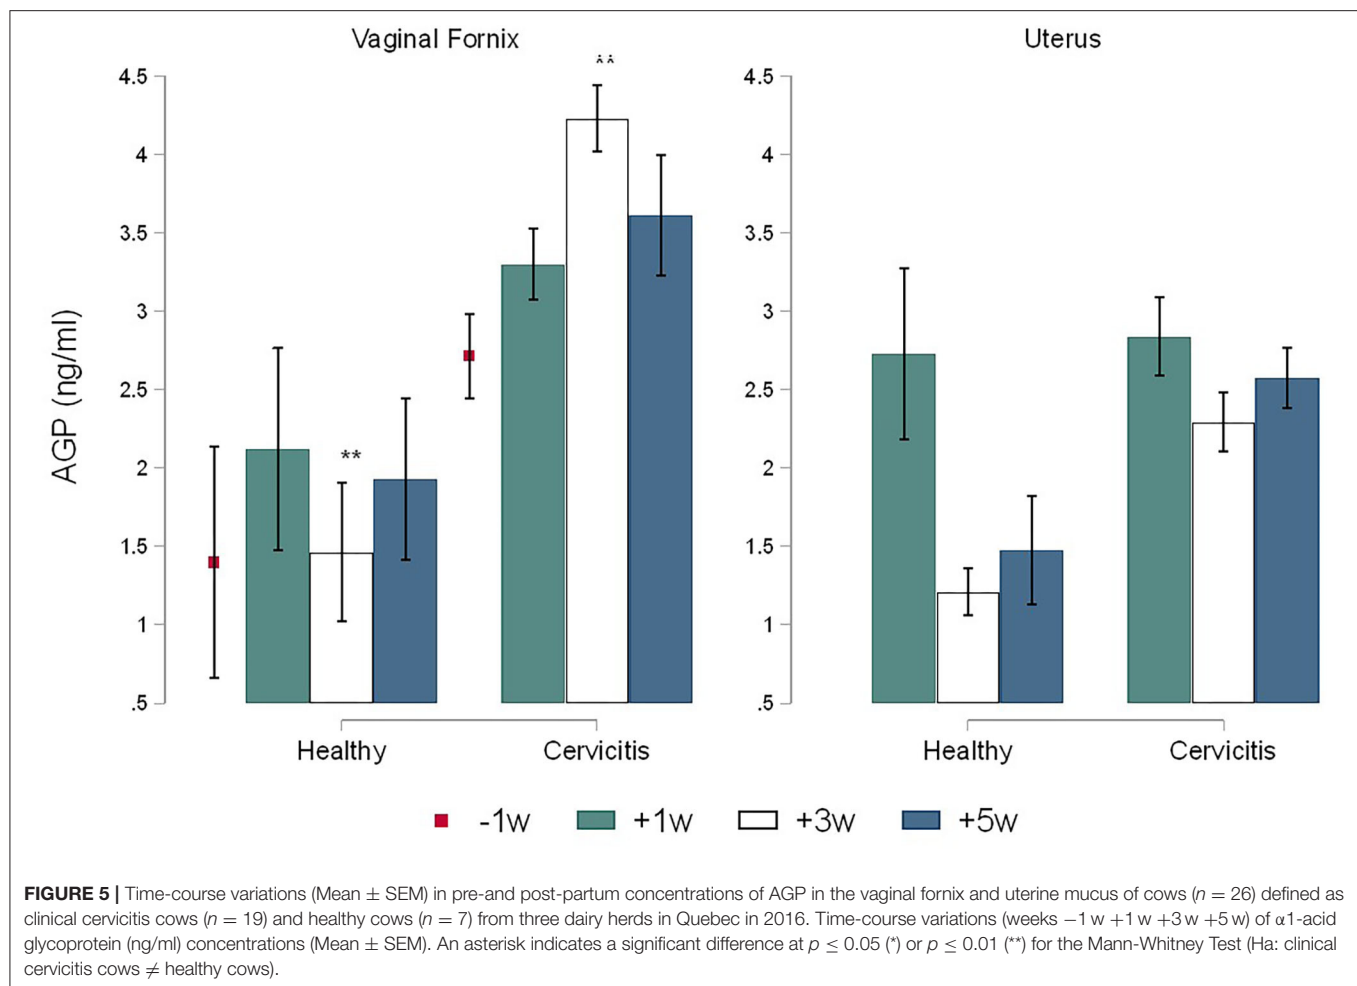 Vaginal Fornix
Uterus
**
4.5
4
3.5
3
2.5
2
1.5
1
.5
AGP (ng/ml)
**
4.5
4
3.5
3
2.5
2
1.5
1
.5
Healthy
Cervicitis
Healthy
Cervicitis
-1w
+1w
+3w
+5w
FIGURE 5 | Time-course variations (Mean ± SEM) in pre-and post-partum concentrations of AGP in the vaginal fornix and uterine mucus of cows (n = 26) defined as
clinical cervicitis cows (n = 19) and healthy cows (n = 7) from three dairy herds in Quebec in 2016. Time-course variations (weeks −1 w +1 w +3 w +5 w) of α1-acid
glycoprotein (ng/ml) concentrations (Mean ± SEM). An asterisk indicates a significant difference at p ≤ 0.05 (*) or p ≤ 0.01 (**) for the Mann-Whitney Test (Ha: clinical
cervicitis cows ≠ healthy cows).